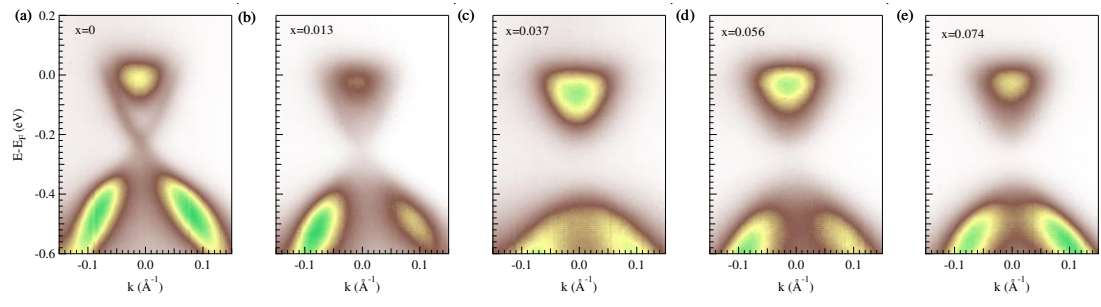 (a) (b) (c) (d) (e)
x=0 x=0.013 x=0.037 x=0.056 x=0.074
0.2
0.0
-0.2
-0.4
-0.6
E-E_F (eV)
-0.1 0.0 0.1 -0.1 0.0 0.1 -0.1 0.0 0.1 -0.1 0.0 0.1 -0.1 0.0 0.1
k (Å⁻¹) k (Å⁻¹) k (Å⁻¹) k (Å⁻¹) k (Å⁻¹)